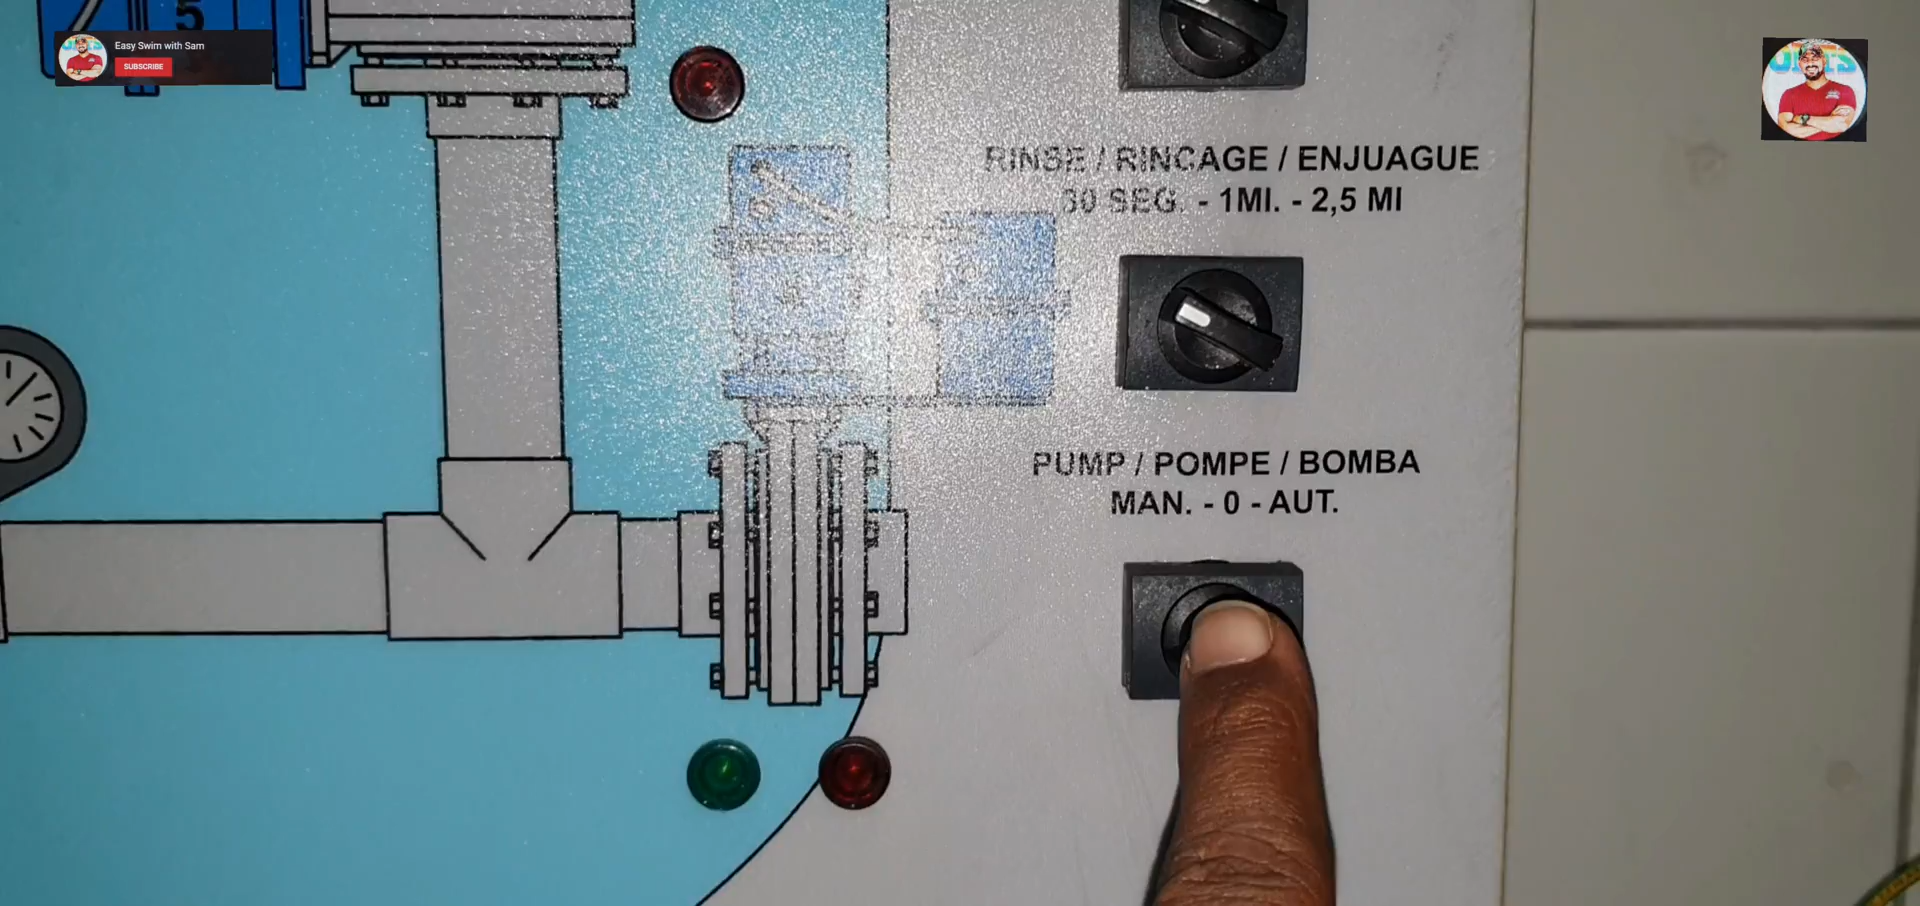 5
Easy Swim with Sam
SUBSCRIBE
RINSE / RINCAGE / ENJUAGUE
30 SEG. - 1MI. - 2,5 MI
PUMP / POMPE / BOMBA
MAN. - 0 - AUT.